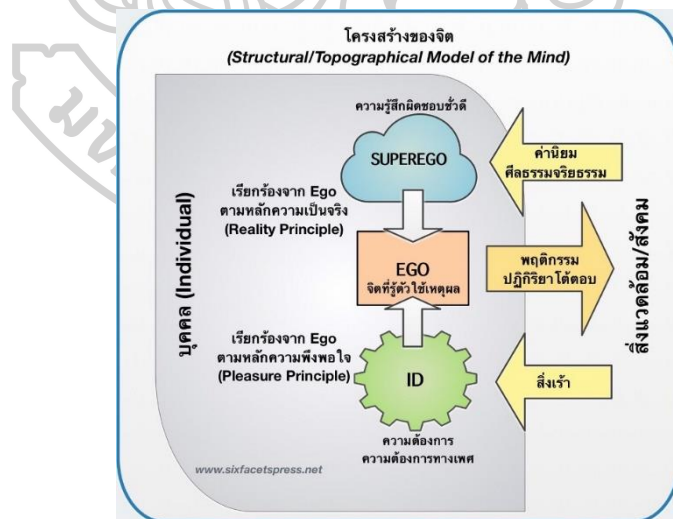 โครงสร้างของจิต
(Structural/Topographical Model of the Mind)
ความรู้สึกผิดชอบชั่วดี
SUPEREGO
ค่านิยม
ศีลธรรมจริยธรรม
เรียกร้องจาก Ego
ตามหลักความเป็นจริง
(Reality Principle)
บุคคล (Individual)
EGO
จิตที่รู้ตัวใช้เหตุผล
พฤติกรรม
ปฏิกิริยาโต้ตอบ
สิ่งแวดล้อม/สังคม
เรียกร้องจาก Ego
ตามหลักความพึงพอใจ
(Pleasure Principle)
ID
สิ่งเร้า
ความต้องการ
ความต้องการทางเพศ
www.sixfacetspress.net